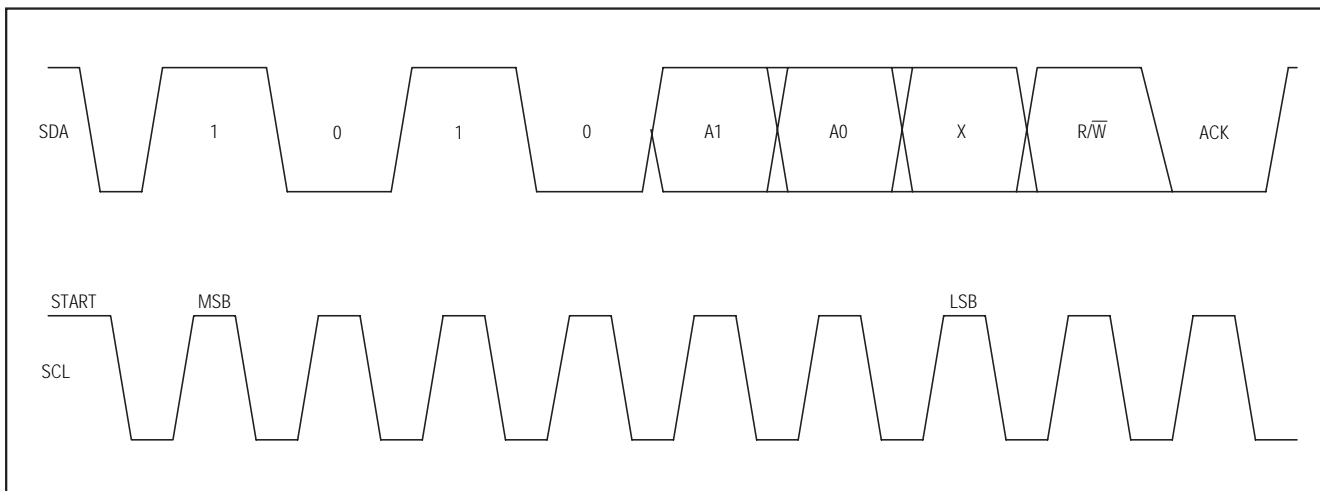 SDA 1 0 1 0 A1 A0 X R/W̅ ACK
START MSB LSB
SCL